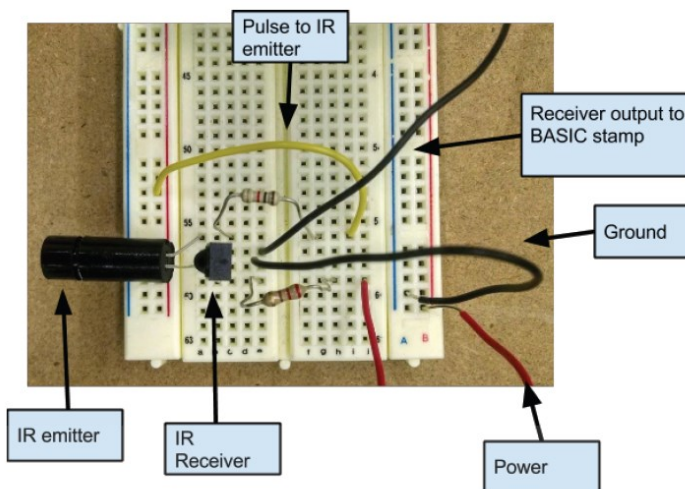 Pulse to IR
emitter
Receiver output to
BASIC stamp
Ground
IR emitter
IR
Receiver
Power
45
50
55
63
a
c d e
f g h i j
A B